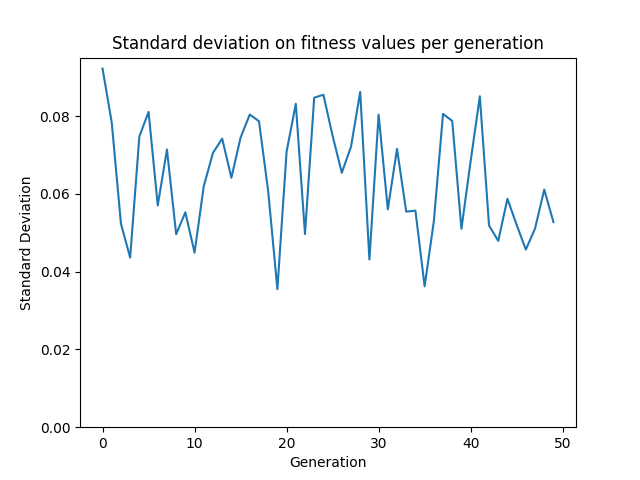 Standard deviation on fitness values per generation
Standard Deviation
0.08
0.06
0.04
0.02
0.00
0 10 20 30 40 50
Generation